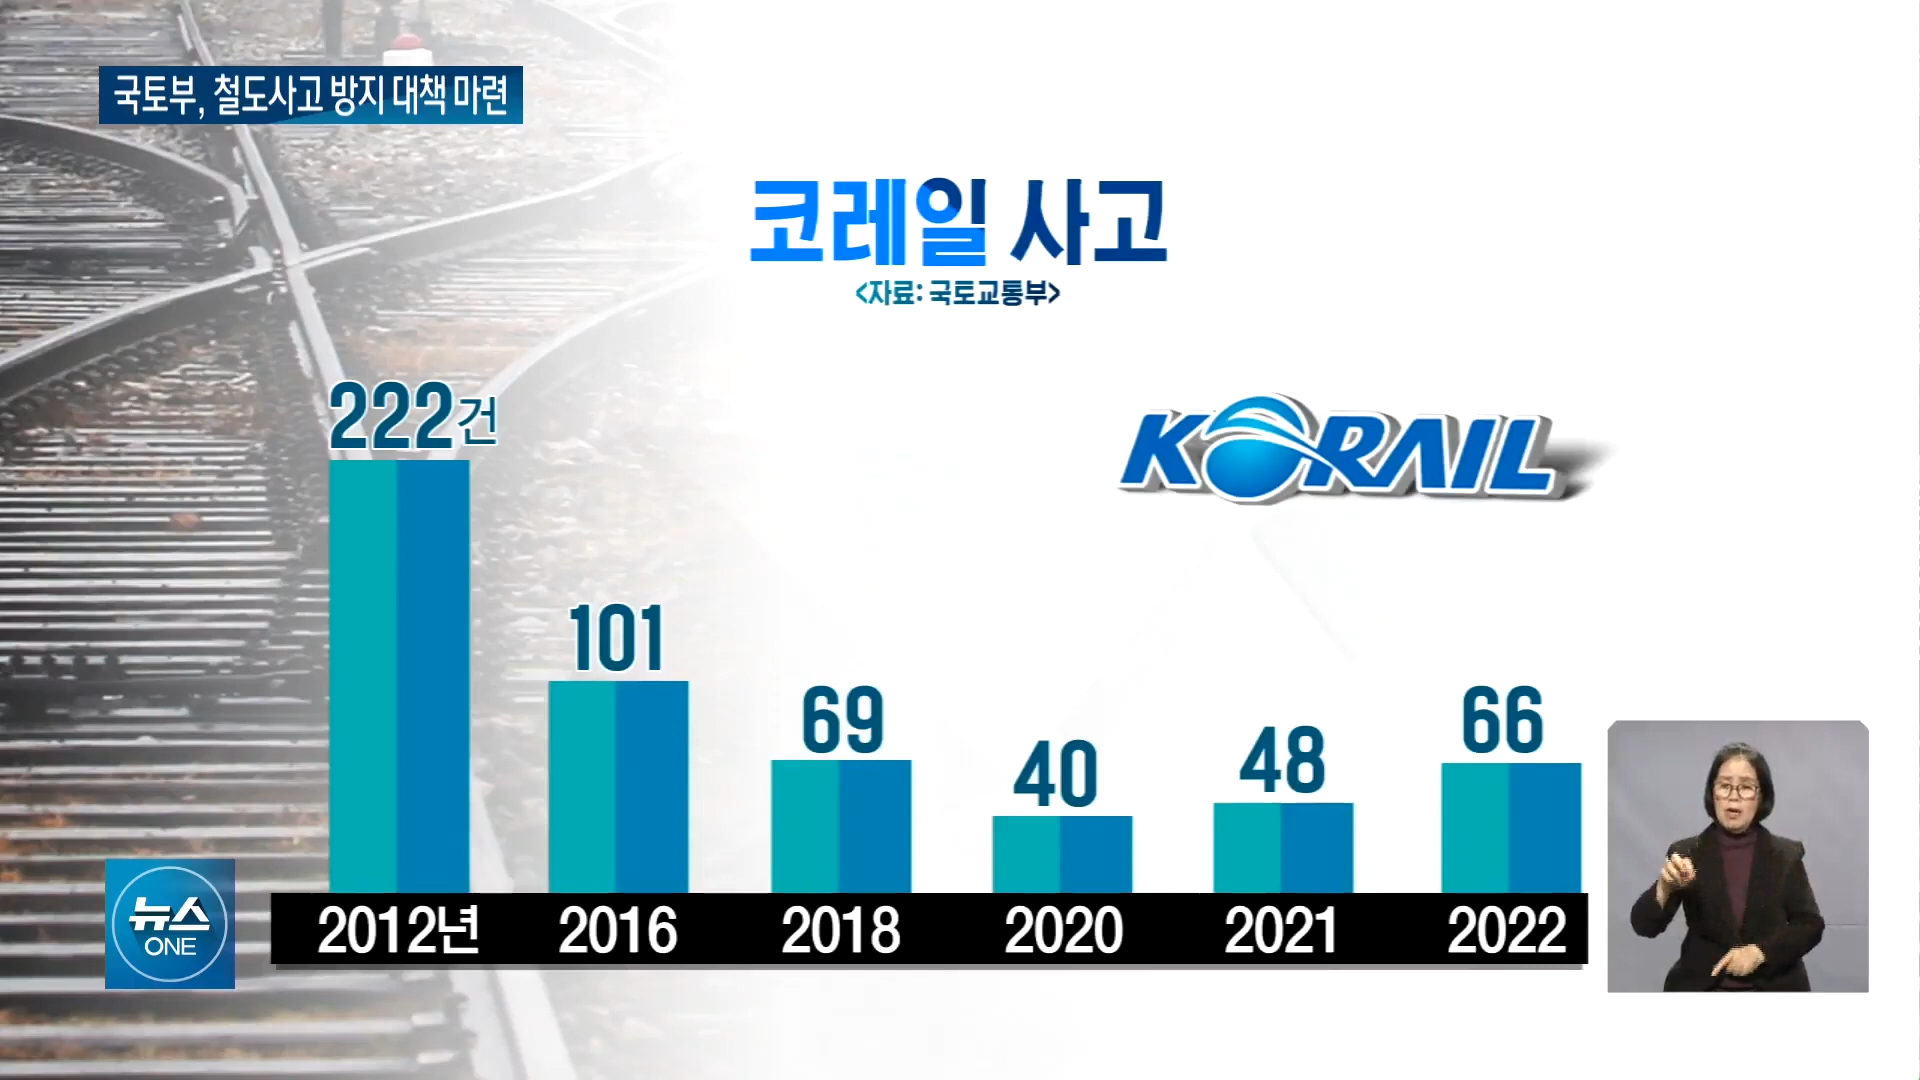 국토부, 철도사고 방지 대책 마련
코레일 사고
<자료: 국토교통부>
KORAIL
222건
101
69
40
48
66
2012년
2016
2018
2020
2021
2022
뉴스
ONE